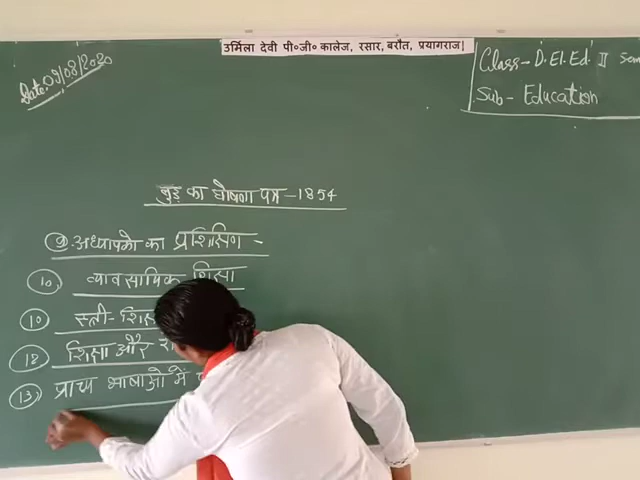 उर्मिला देवी पी०जी० कालेज, रसार, बरौत, प्रयागराज।
Date: 09/08/2020
Class- D.El.Ed II Sem
Sub- Education
वुड का घोषणा पत्र - 1854
9. अध्यापको का प्रशिक्षण -
10. व्यावसायिक शिक्षा
10 स्त्री-शिक्षा
12 शिक्षा और
13. प्राच्य भाषाओ में